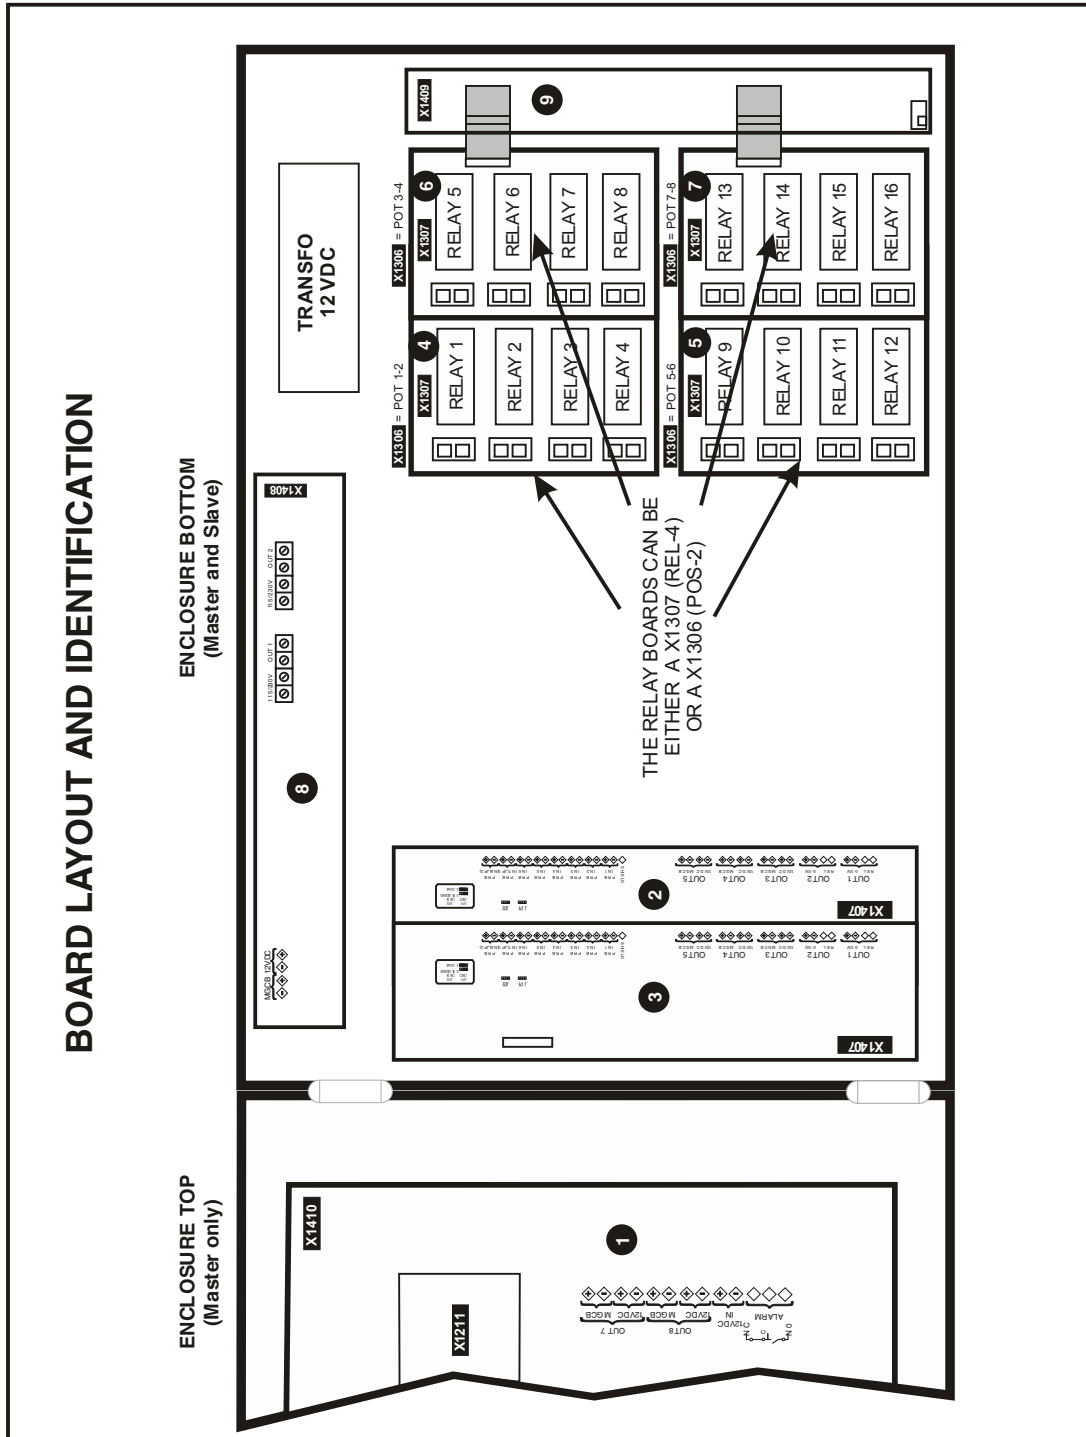 BOARD LAYOUT AND IDENTIFICATION
ENCLOSURE TOP
(Master only)
ENCLOSURE BOTTOM
(Master and Slave)
X1410
X1211
1
MGCB
12VDC
OUT 7
MGCB
12VDC
OUT8
12VDC
IN
ALARM
NC
C
NO
MGCB 12VDC
8
115/230V OUT 1
115/230V OUT 2
X1408
TRANSFO
12 VDC
3
X1407
OUT5
OUT4
OUT3
OUT2
OUT1
2
X1407
OUT5
OUT4
OUT3
OUT2
OUT1
THE RELAY BOARDS CAN BE
EITHER A X1307 (REL-4)
OR A X1306 (POS-2)
X1306 = POT 1-2
X1307
4
RELAY 1
RELAY 2
RELAY 3
RELAY 4
X1306 = POT 3-4
X1307
6
RELAY 5
RELAY 6
RELAY 7
RELAY 8
X1306 = POT 5-6
X1307
5
RELAY 9
RELAY 10
RELAY 11
RELAY 12
X1306 = POT 7-8
X1307
7
RELAY 13
RELAY 14
RELAY 15
RELAY 16
X1409
9